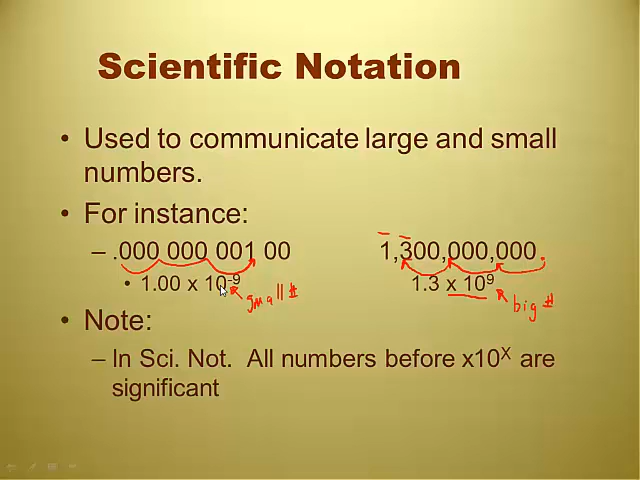 Scientific Notation
• Used to communicate large and small
numbers.
• For instance:
– .000 000 001 00 1,300,000,000.
• 1.00 x 10⁻⁹ small # 1.3 x 10⁹ big #
• Note:
– In Sci. Not. All numbers before x10ˣ are
significant